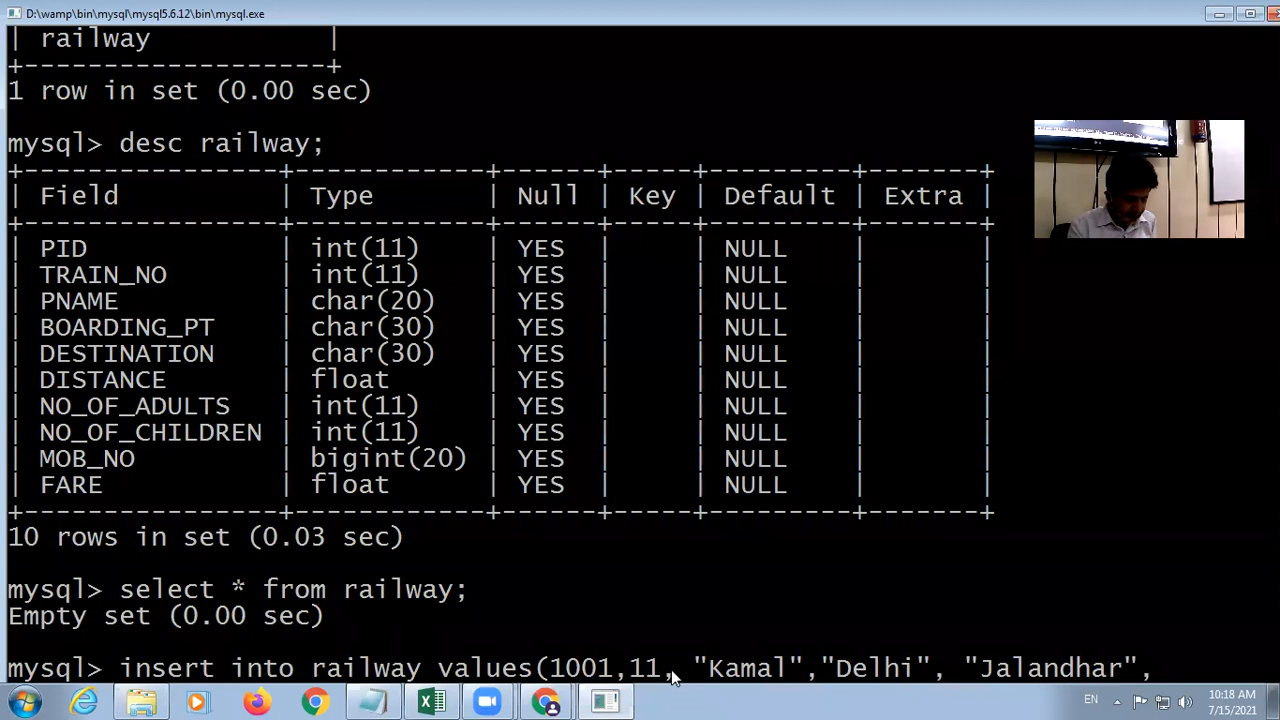 D:\wamp\bin\mysql\mysql5.6.12\bin\mysql.exe
| railway |
+-------------------+
1 row in set (0.00 sec)
mysql> desc railway;
+----------------+------------+------+-----+---------+-------+
| Field | Type | Null | Key | Default | Extra |
+----------------+------------+------+-----+---------+-------+
| PID | int(11) | YES | | NULL | |
| TRAIN_NO | int(11) | YES | | NULL | |
| PNAME | char(20) | YES | | NULL | |
| BOARDING_PT | char(30) | YES | | NULL | |
| DESTINATION | char(30) | YES | | NULL | |
| DISTANCE | float | YES | | NULL | |
| NO_OF_ADULTS | int(11) | YES | | NULL | |
| NO_OF_CHILDREN | int(11) | YES | | NULL | |
| MOB_NO | bigint(20) | YES | | NULL | |
| FARE | float | YES | | NULL | |
+----------------+------------+------+-----+---------+-------+
10 rows in set (0.03 sec)
mysql> select * from railway;
Empty set (0.00 sec)
mysql> insert into railway values(1001,11, "Kamal","Delhi", "Jalandhar",
EN
10:18 AM
7/15/2021